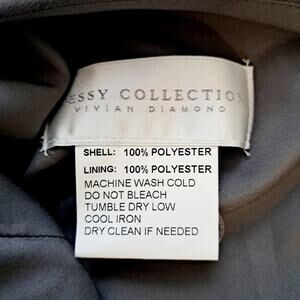 ESSY COLLECTION
VIVIAN DIAMOND
SHELL: 100% POLYESTER
LINING: 100% POLYESTER
MACHINE WASH COLD
DO NOT BLEACH
TUMBLE DRY LOW
COOL IRON
DRY CLEAN IF NEEDED